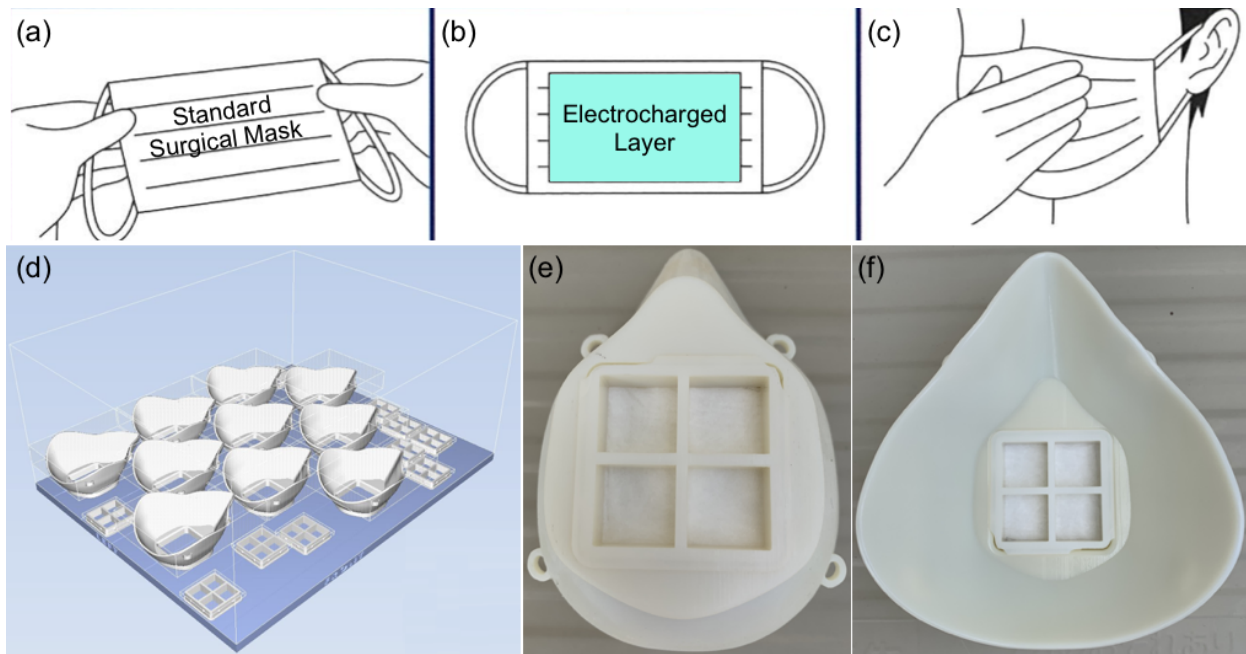 (a)
Standard
Surgical Mask
(b)
Electrocharged
Layer
(c)
(d)
(e)
(f)